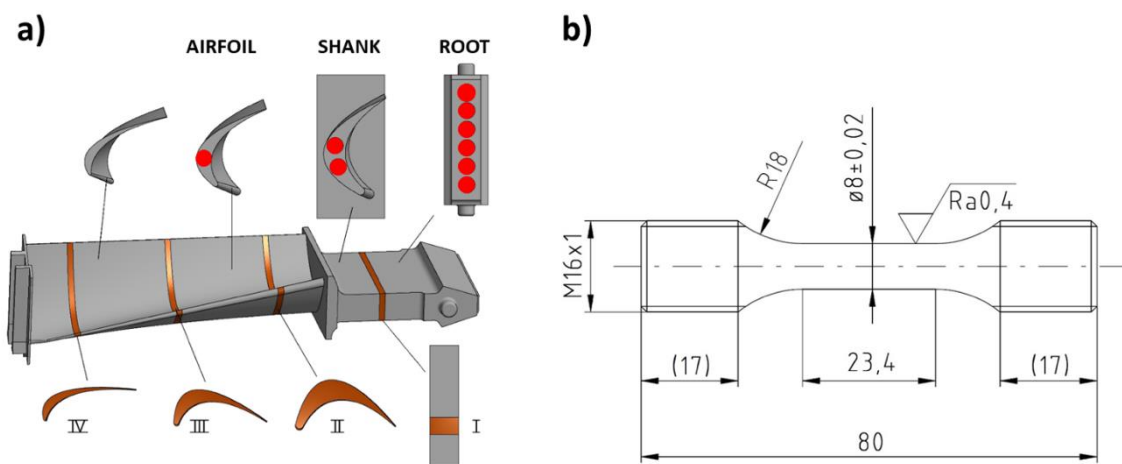 a)
AIRFOIL
SHANK
ROOT
IV
III
II
I
b)
R18
ø8±0,02
Ra0,4
M16x1
(17)
23,4
(17)
80